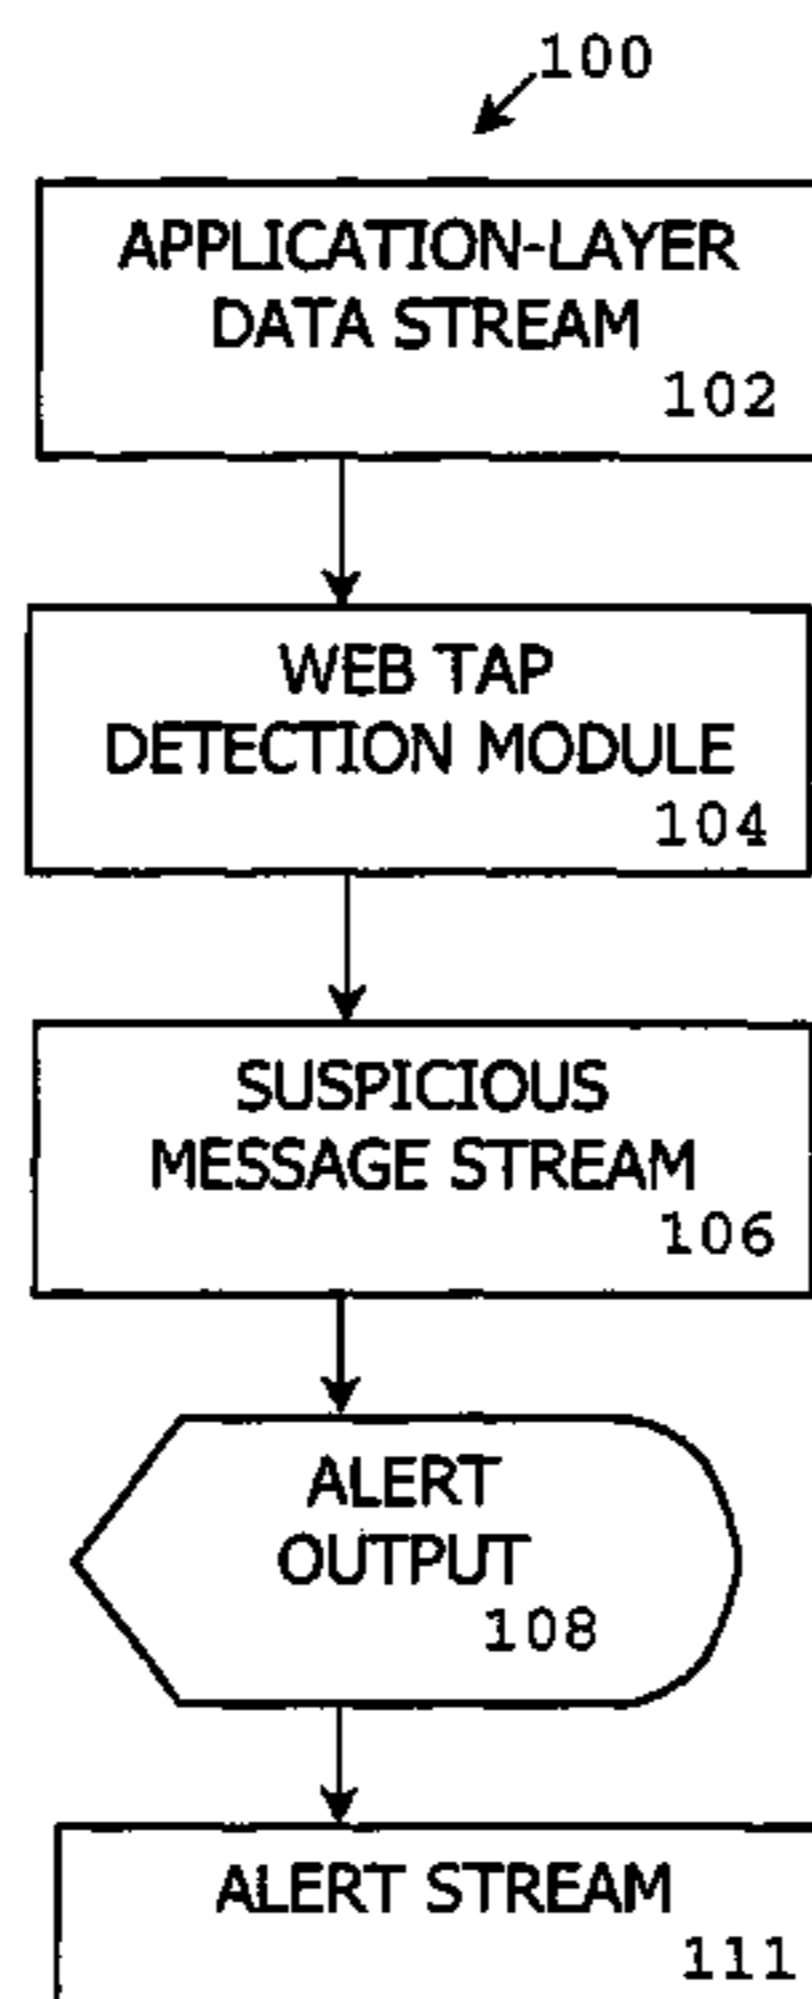 100
APPLICATION-LAYER
DATA STREAM
102
WEB TAP
DETECTION MODULE
104
SUSPICIOUS
MESSAGE STREAM
106
ALERT
OUTPUT
108
ALERT STREAM
111